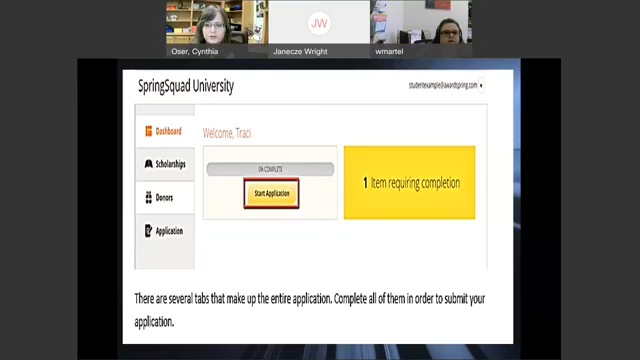 JW
Oser, Cynthia
Janecze Wright
wmartel
SpringSquad University
studentexample@awardspring.com
Dashboard
Welcome, Traci
Scholarships
0% COMPLETE
Start Application
1 Item requiring completion
Donors
Application
There are several tabs that make up the entire application. Complete all of them in order to submit your
application.